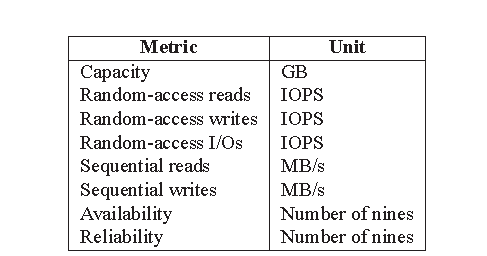 Metric Unit
Capacity GB
Random-access reads IOPS
Random-access writes IOPS
Random-access I/Os IOPS
Sequential reads MB/s
Sequential writes MB/s
Availability Number of nines
Reliability Number of nines